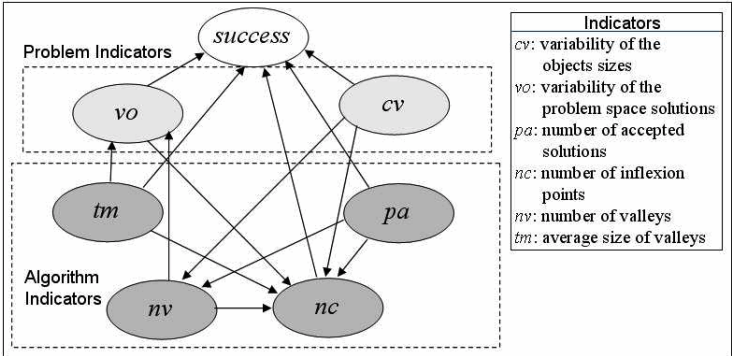 success
Problem Indicators
vo
cv
tm
pa
Algorithm
Indicators
nv
nc
Indicators
cv: variability of the
objects sizes
vo: variability of the
problem space solutions
pa: number of accepted
solutions
nc: number of inflexion
points
nv: number of valleys
tm: average size of valleys